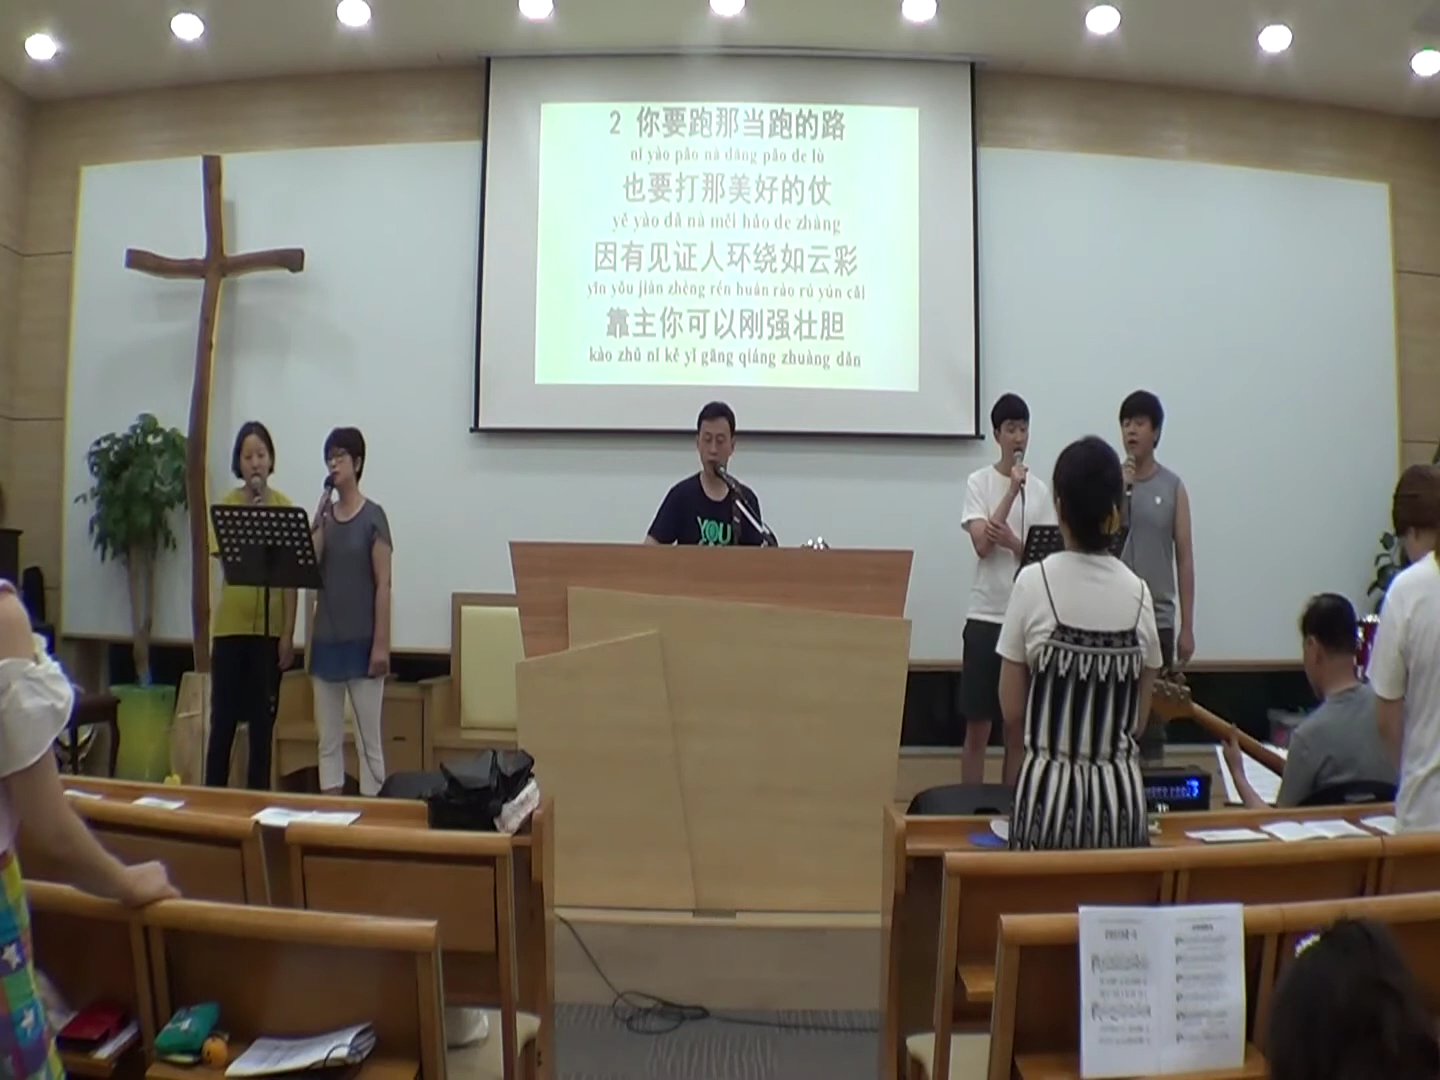 2 你要跑那当跑的路
nǐ yào pǎo nà dāng pǎo de lù
也要打那美好的仗
yě yào dǎ nà měi hǎo de zhàng
因有见证人环绕如云彩
yīn yǒu jiàn zhèng rén huán rào rú yún cǎi
靠主你可以刚强壮胆
kào zhǔ nǐ kě yǐ gāng qiáng zhuàng dǎn
YOU